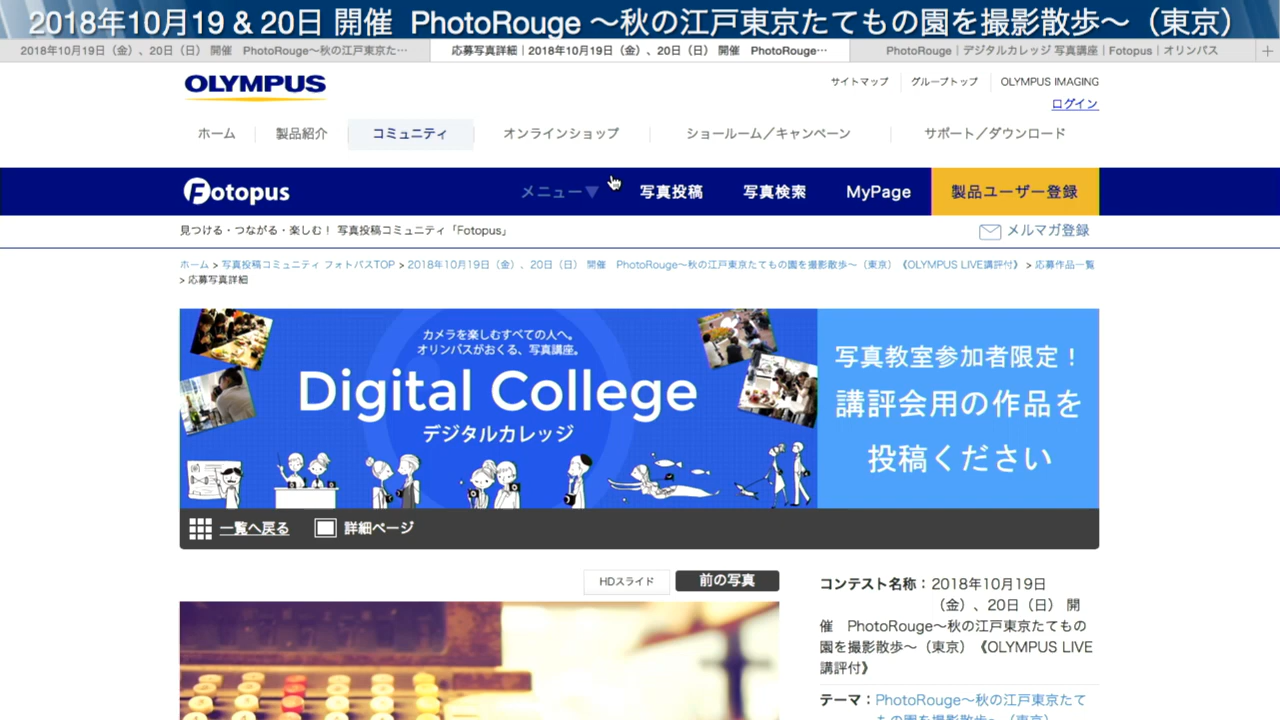 2018年10月19 & 20日 開催 PhotoRouge 〜秋の江戸東京たてもの園を撮影散歩〜（東京）
2018年10月19日（金）、20日（日） 開催 PhotoRouge〜秋の江戸東京た…
応募写真詳細｜2018年10月19日（金）、20日（日） 開催 PhotoRouge…
PhotoRouge｜デジタルカレッジ 写真講座｜Fotopus｜オリンパス
OLYMPUS
サイトマップ グループトップ OLYMPUS IMAGING
ログイン
ホーム 製品紹介 コミュニティ オンラインショップ ショールーム／キャンペーン サポート／ダウンロード
Fotopus
メニュー▼ 写真投稿 写真検索 MyPage 製品ユーザー登録
見つける・つながる・楽しむ！ 写真投稿コミュニティ「Fotopus」
メルマガ登録
ホーム > 写真投稿コミュニティ フォトパスTOP > 2018年10月19日（金）、20日（日） 開催 PhotoRouge〜秋の江戸東京たてもの園を撮影散歩〜（東京）《OLYMPUS LIVE講評付》 > 応募作品一覧
> 応募写真詳細
カメラを楽しむすべての人へ。
オリンパスがおくる、写真講座。
Digital College
デジタルカレッジ
写真教室参加者限定！
講評会用の作品を
投稿ください
一覧へ戻る 詳細ページ
HDスライド 前の写真
コンテスト名称：2018年10月19日
（金）、20日（日） 開
催 PhotoRouge〜秋の江戸東京たてもの
園を撮影散歩〜（東京）《OLYMPUS LIVE
講評付》
テーマ：PhotoRouge〜秋の江戸東京たて
もの園を撮影散歩〜（東京）